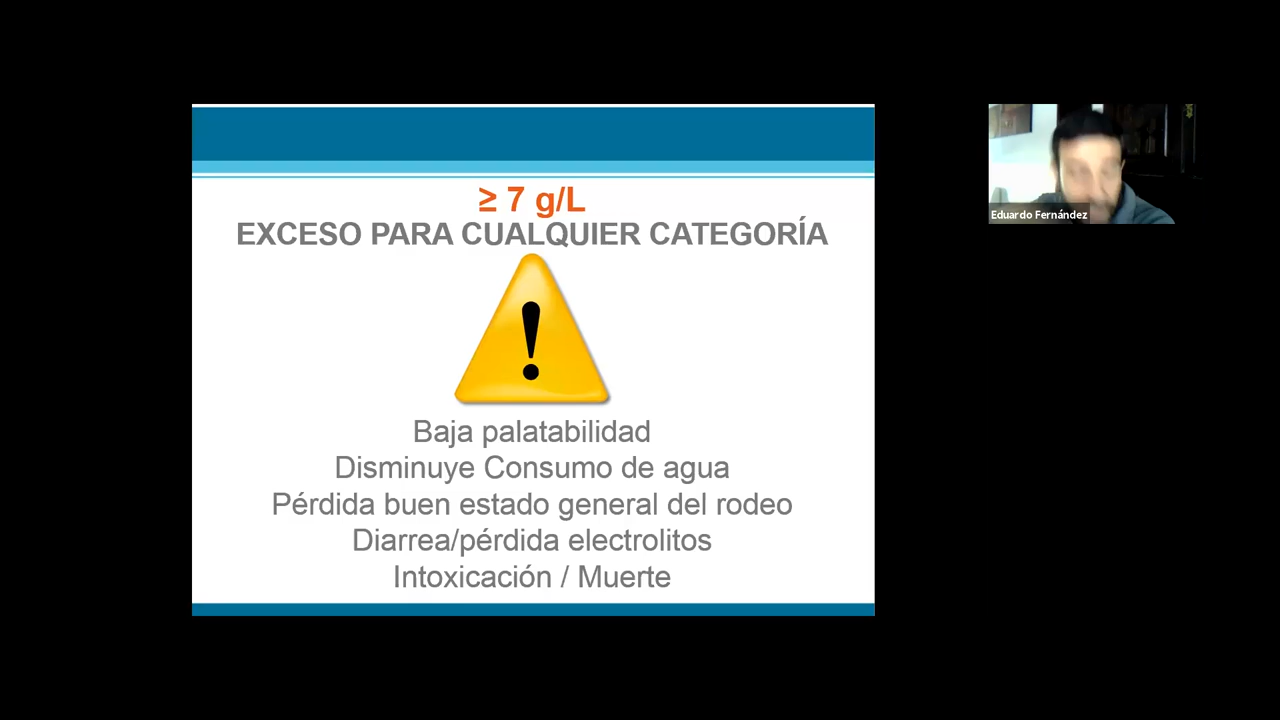 ≥ 7 g/L
EXCESO PARA CUALQUIER CATEGORÍA
!
Baja palatabilidad
Disminuye Consumo de agua
Pérdida buen estado general del rodeo
Diarrea/pérdida electrolitos
Intoxicación / Muerte
Eduardo Fernández